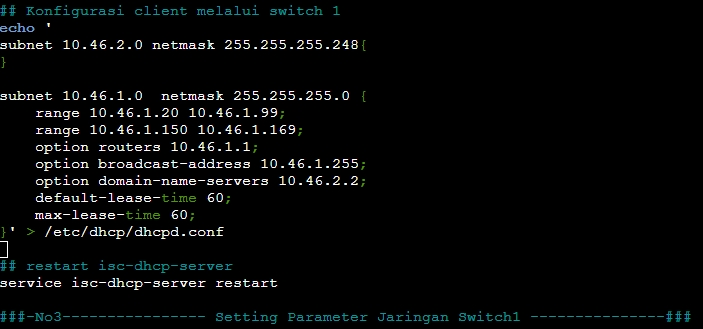 ## Konfigurasi client melalui switch 1
echo '
subnet 10.46.2.0 netmask 255.255.255.248{
}
subnet 10.46.1.0  netmask 255.255.255.0 {
    range 10.46.1.20 10.46.1.99;
    range 10.46.1.150 10.46.1.169;
    option routers 10.46.1.1;
    option broadcast-address 10.46.1.255;
    option domain-name-servers 10.46.2.2;
    default-lease-time 60;
    max-lease-time 60;
}' > /etc/dhcp/dhcpd.conf
## restart isc-dhcp-server
service isc-dhcp-server restart
###-No3---------------- Setting Parameter Jaringan Switch1 ---------------###